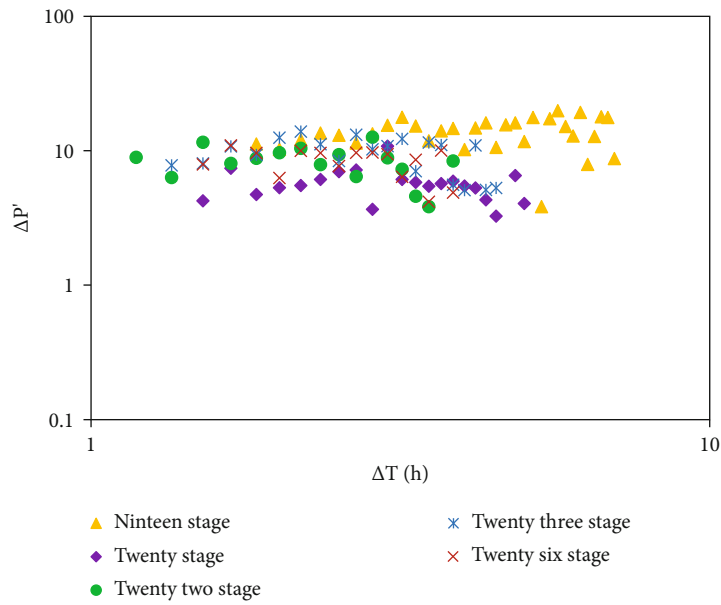 100
10
1
0.1
ΔP'
1
10
ΔT (h)
Ninteen stage
Twenty stage
Twenty two stage
Twenty three stage
Twenty six stage